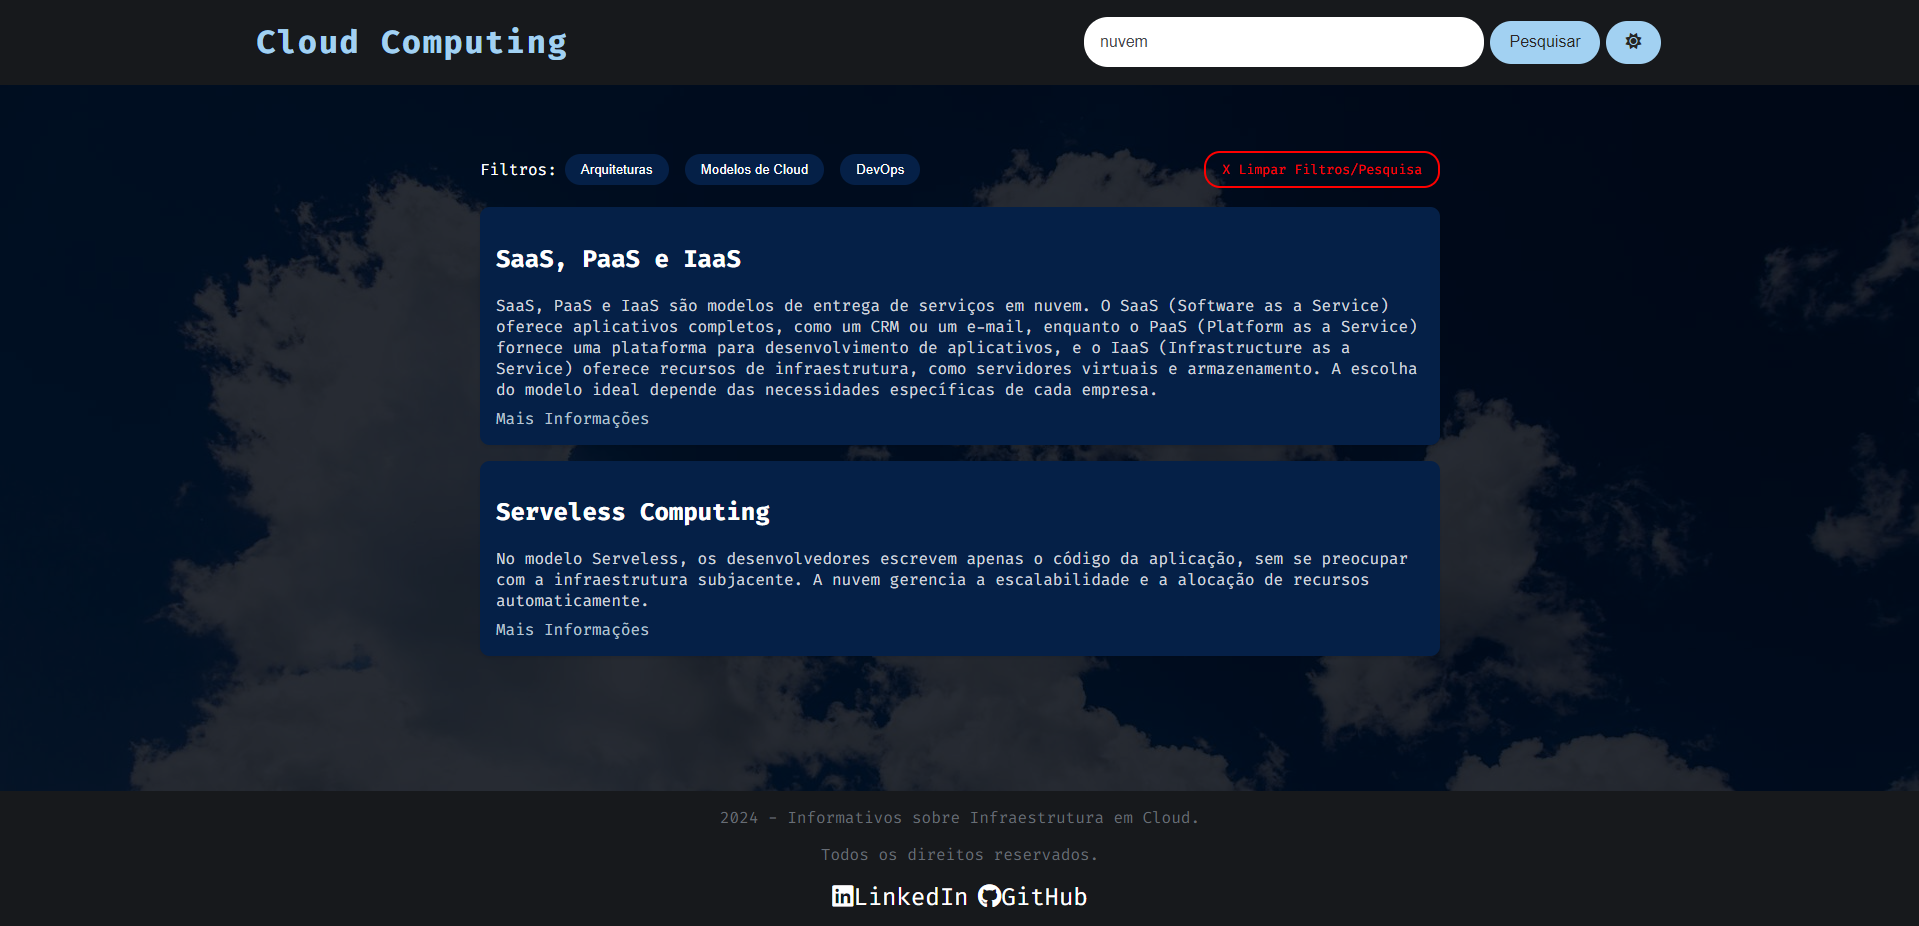 Cloud Computing
nuvem
Pesquisar
Filtros:
Arquiteturas
Modelos de Cloud
DevOps
X Limpar Filtros/Pesquisa
SaaS, PaaS e IaaS
SaaS, PaaS e IaaS são modelos de entrega de serviços em nuvem. O SaaS (Software as a Service)
oferece aplicativos completos, como um CRM ou um e-mail, enquanto o PaaS (Platform as a Service)
fornece uma plataforma para desenvolvimento de aplicativos, e o IaaS (Infrastructure as a
Service) oferece recursos de infraestrutura, como servidores virtuais e armazenamento. A escolha
do modelo ideal depende das necessidades específicas de cada empresa.
Mais Informações
Serveless Computing
No modelo Serveless, os desenvolvedores escrevem apenas o código da aplicação, sem se preocupar
com a infraestrutura subjacente. A nuvem gerencia a escalabilidade e a alocação de recursos
automaticamente.
Mais Informações
2024 - Informativos sobre Infraestrutura em Cloud.
Todos os direitos reservados.
LinkedIn GitHub